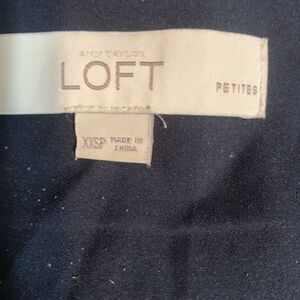 ANN TAYLOR
LOFT
PETITES
XXSP
MADE IN
CHINA